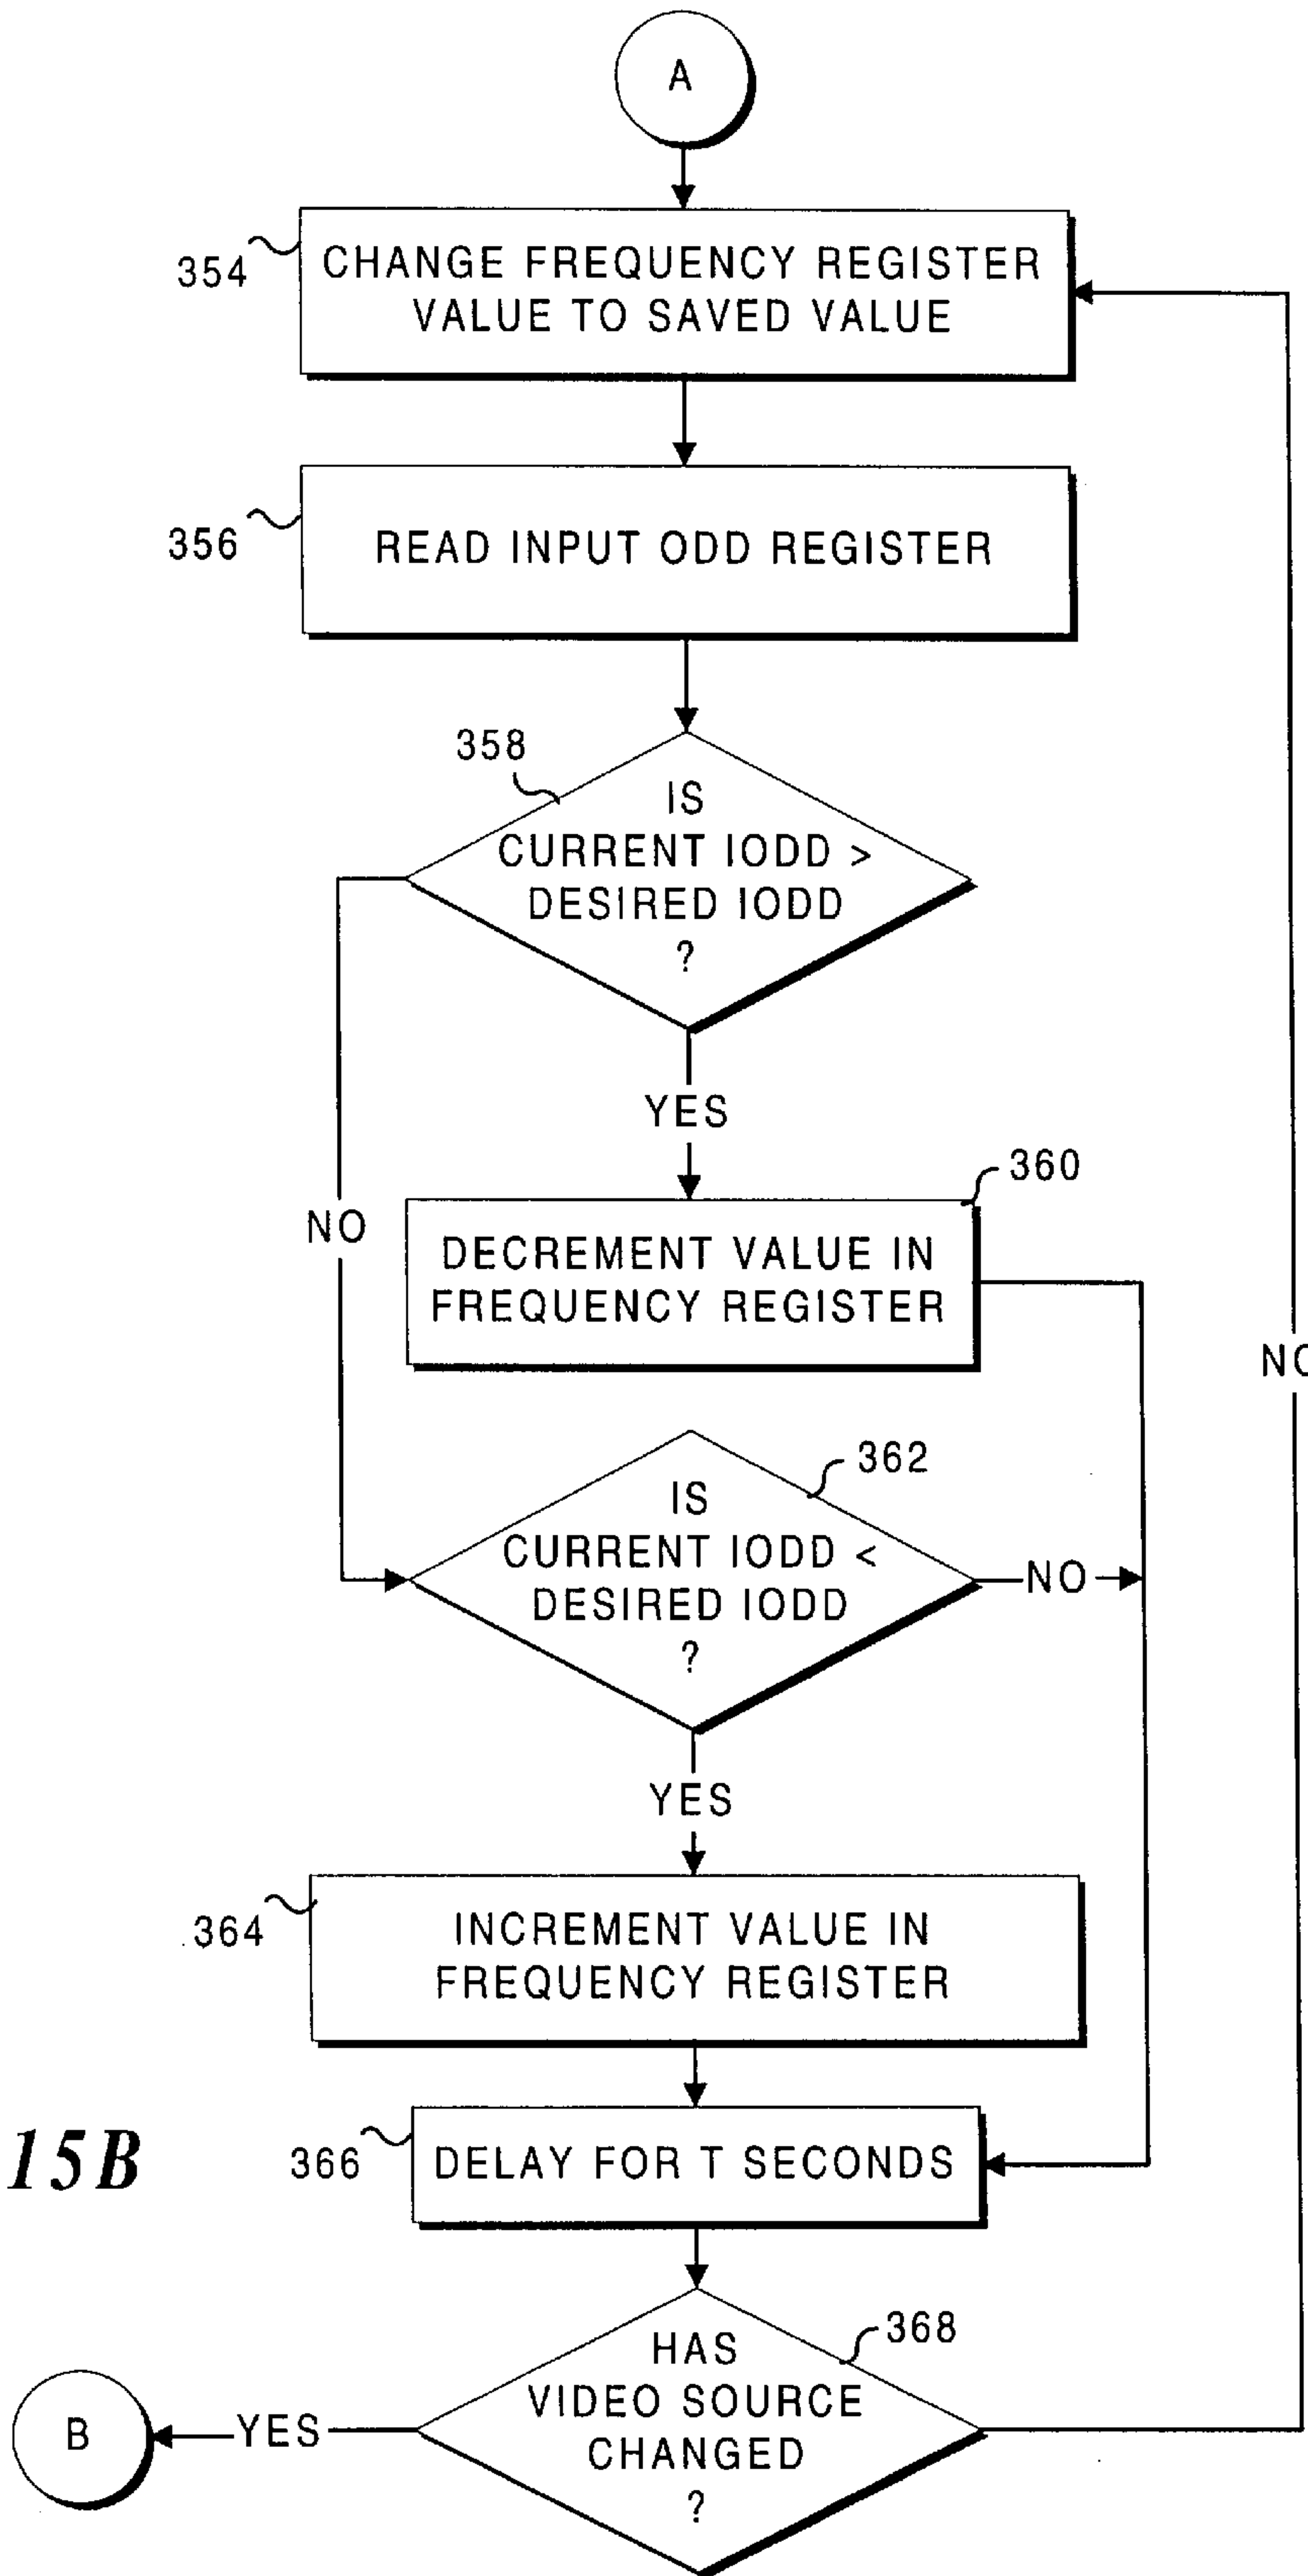 A
354
CHANGE FREQUENCY REGISTER
VALUE TO SAVED VALUE
356
READ INPUT ODD REGISTER
358
IS
CURRENT IODD >
DESIRED IODD
?
YES
NO
360
DECREMENT VALUE IN
FREQUENCY REGISTER
NO
362
IS
CURRENT IODD <
DESIRED IODD
?
NO
YES
364
INCREMENT VALUE IN
FREQUENCY REGISTER
15B
366
DELAY FOR T SECONDS
368
HAS
VIDEO SOURCE
CHANGED
?
YES
B